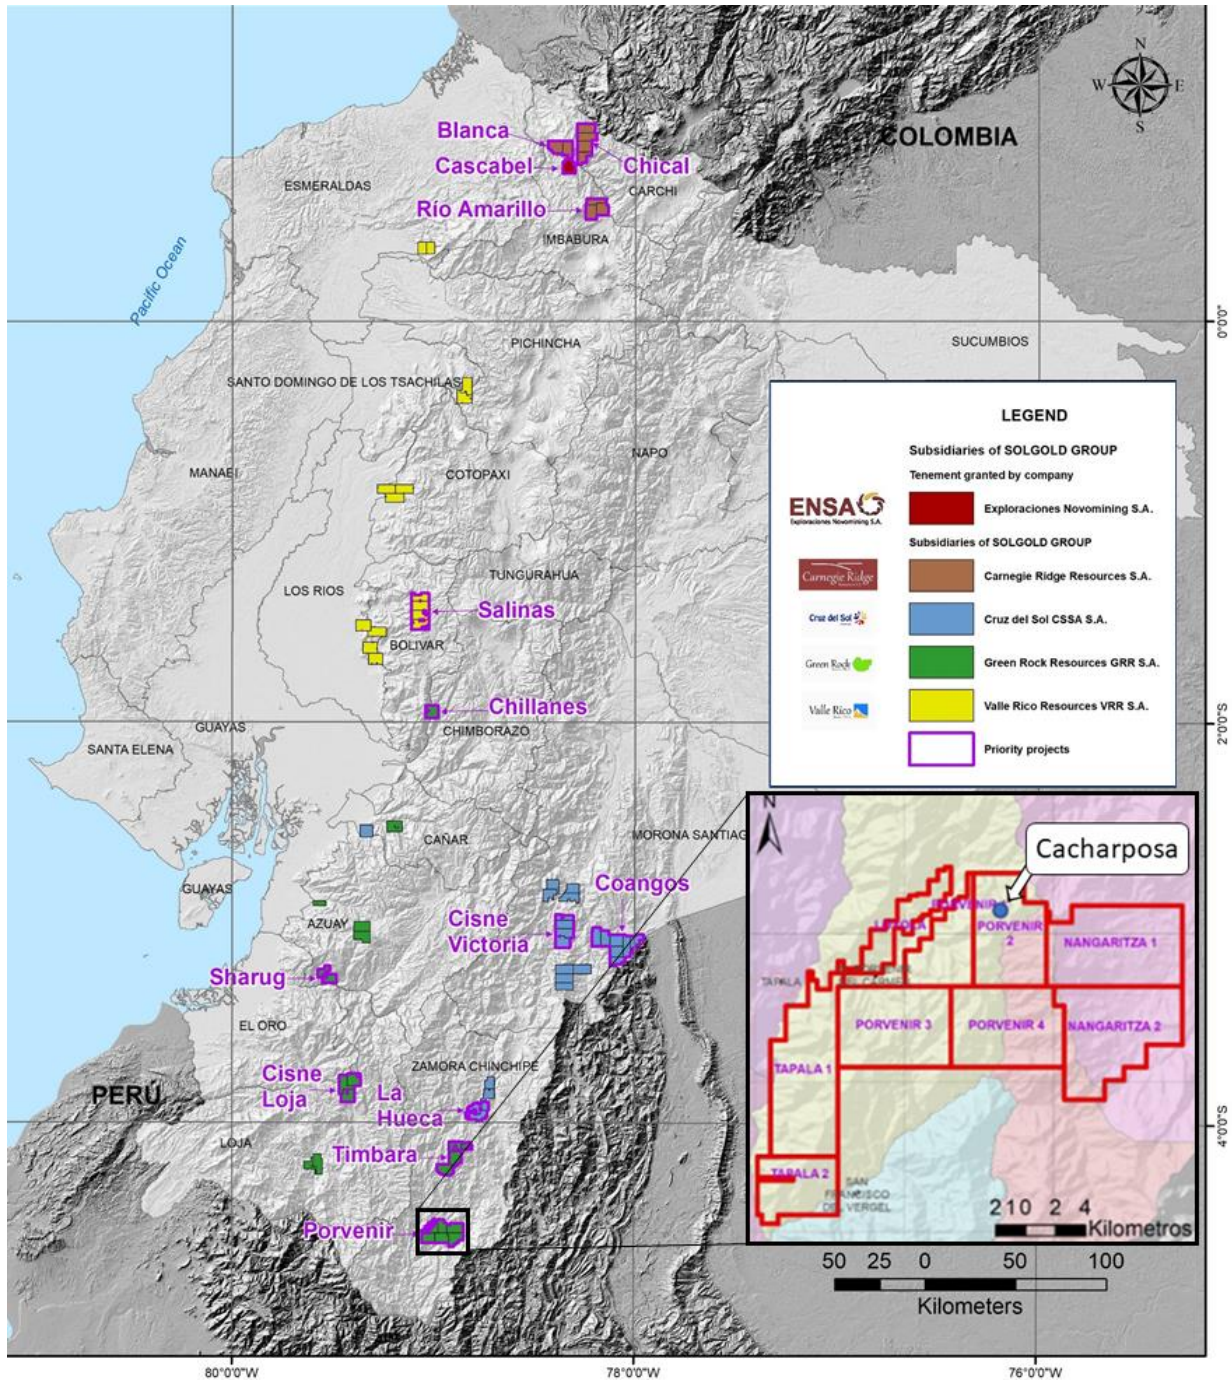 N
W
E
S
COLOMBIA
Blanca
Cascabel
Chical
CARCHI
ESMERALDAS
Río Amarillo
IMBABURA
Pacific Ocean
0°0'0"
PICHINCHA
SUCUMBIOS
SANTO DOMINGO DE LOS TSACHILAS
MANABI
COTOPAXI
NAPO
LOS RIOS
TUNGURAHUA
Salinas
BOLIVAR
Chillanes
CHIMBORAZO
GUAYAS
SANTA ELENA
2°0'0"S
CAÑAR
MORONA SANTIAG
GUAYAS
Coangos
AZUAY
Cisne
Victoria
Sharug
EL ORO
ZAMORA CHINCHIPE
Cisne
Loja
La
Hueca
PERÚ
4°0'0"S
LOJA
Timbara
Porvenir
LEGEND
Subsidiaries of SOLGOLD GROUP
Tenement granted by company
ENSA
Exploraciones Novomining S.A.
Exploraciones Novomining S.A.
Subsidiaries of SOLGOLD GROUP
Carnegie Ridge
Carnegie Ridge Resources S.A.
Cruz del Sol
Cruz del Sol CSSA S.A.
Green Rock
Green Rock Resources GRR S.A.
Valle Rico
Valle Rico Resources VRR S.A.
Priority projects
N
Cacharposa
PORVENIR
LOYOLA
PORVENIR
2
NANGARITZA 1
TAPALA
DEL CARMEN
PORVENIR 3
PORVENIR 4
NANGARITZA 2
TAPALA 1
TAPALA 2
SAN
FRANCISCO
DEL VERGEL
2 1 0 2 4
Kilometros
50 25 0 50 100
Kilometers
80°0'0"W
78°0'0"W
76°0'0"W